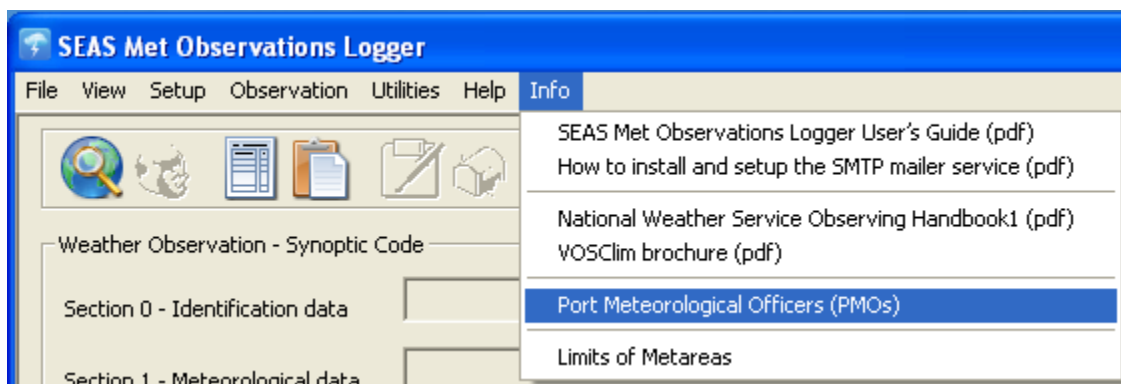 SEAS Met Observations Logger
File View Setup Observation Utilities Help Info
SEAS Met Observations Logger User's Guide (pdf)
How to install and setup the SMTP mailer service (pdf)
National Weather Service Observing Handbook1 (pdf)
VOSClim brochure (pdf)
Port Meteorological Officers (PMOs)
Limits of Metareas
Weather Observation - Synoptic Code
Section 0 - Identification data
Section 1 - Meteorological data